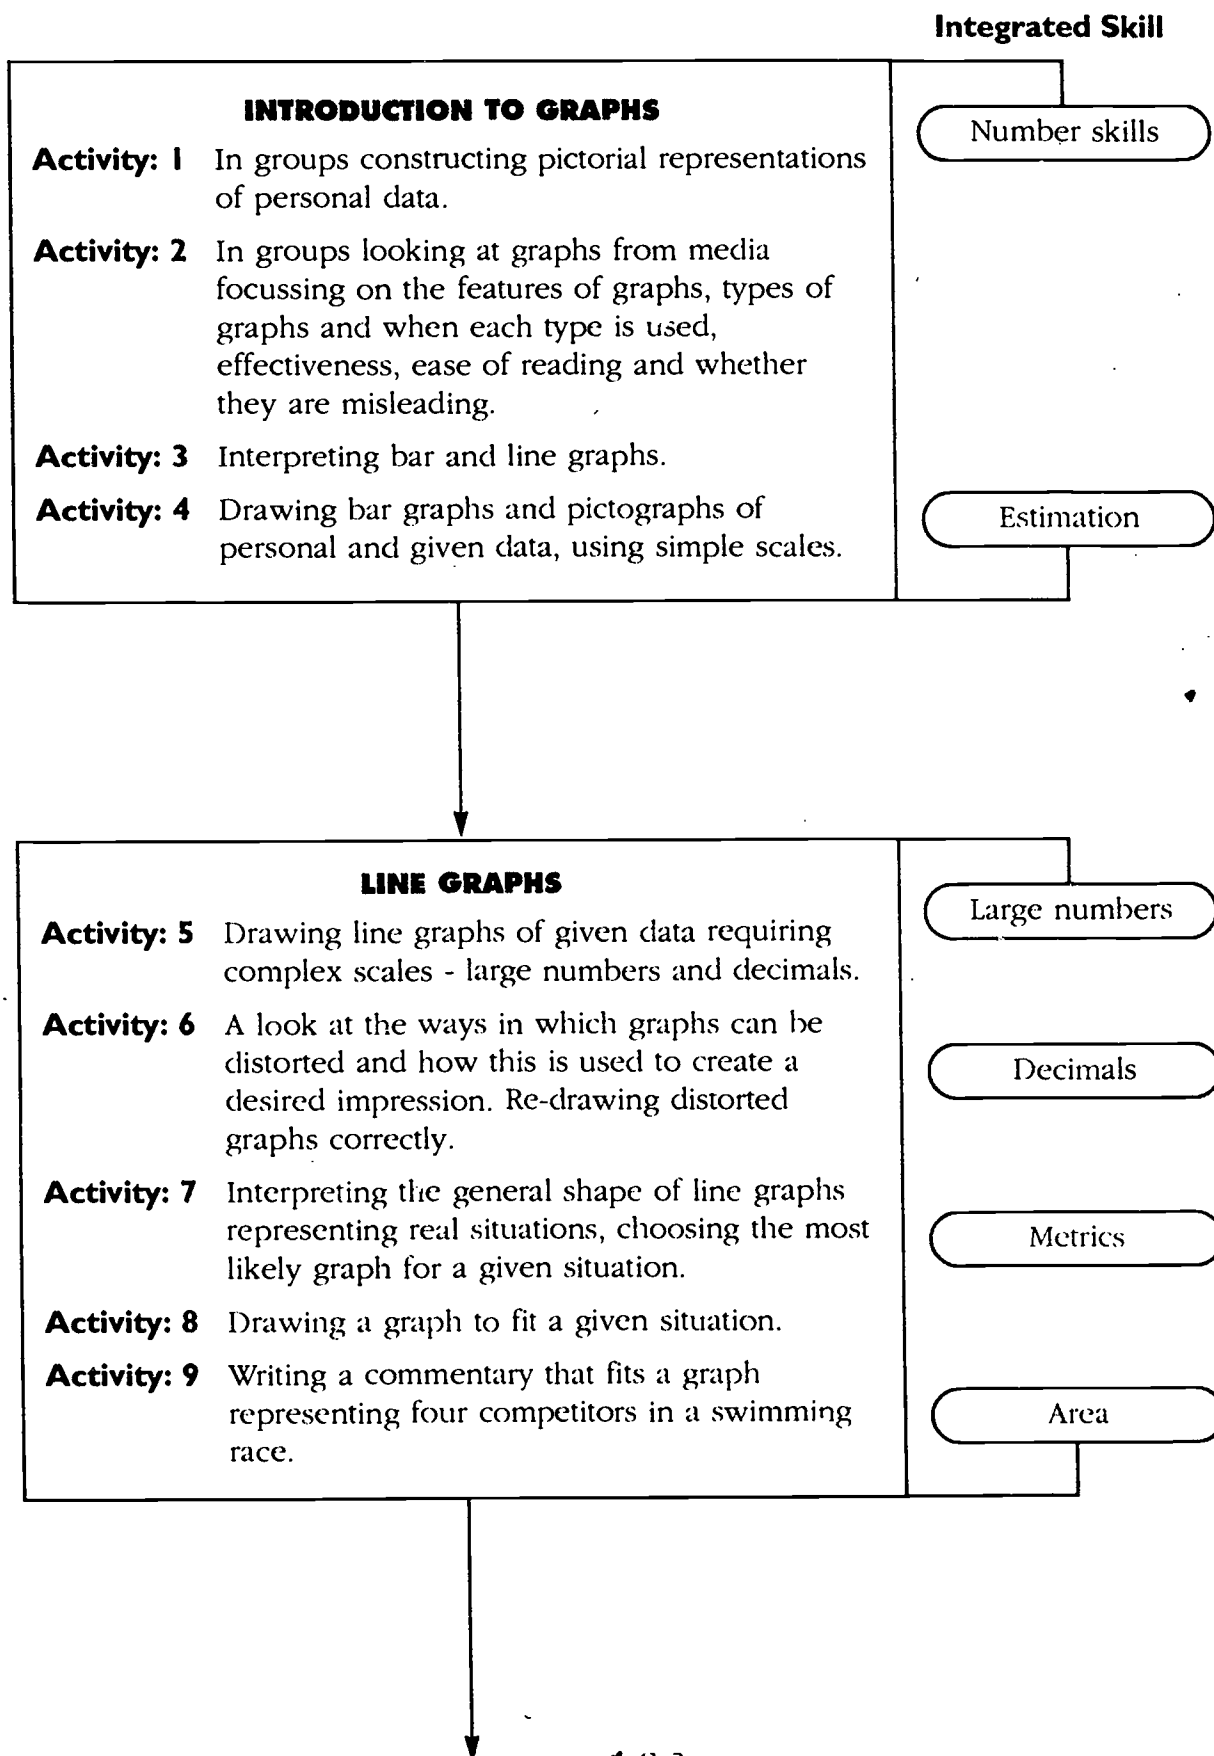 Integrated Skill
INTRODUCTION TO GRAPHS
Number skills
Activity: 1 In groups constructing pictorial representations
of personal data.
Activity: 2 In groups looking at graphs from media
focussing on the features of graphs, types of
graphs and when each type is used,
effectiveness, ease of reading and whether
they are misleading.
Activity: 3 Interpreting bar and line graphs.
Activity: 4 Drawing bar graphs and pictographs of
personal and given data, using simple scales.
Estimation
LINE GRAPHS
Large numbers
Activity: 5 Drawing line graphs of given data requiring
complex scales - large numbers and decimals.
Activity: 6 A look at the ways in which graphs can be
distorted and how this is used to create a
desired impression. Re-drawing distorted
graphs correctly.
Decimals
Activity: 7 Interpreting the general shape of line graphs
representing real situations, choosing the most
likely graph for a given situation.
Metrics
Activity: 8 Drawing a graph to fit a given situation.
Activity: 9 Writing a commentary that fits a graph
representing four competitors in a swimming
race.
Area